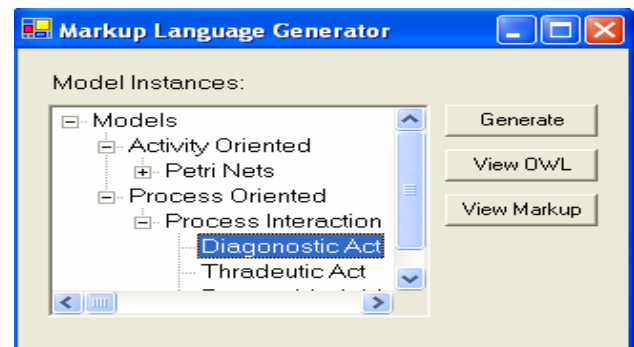 Markup Language Generator
Model Instances:
Models
Activity Oriented
Petri Nets
Process Oriented
Process Interaction
Diagonostic Act
Thradeutic Act
Generate
View OWL
View Markup